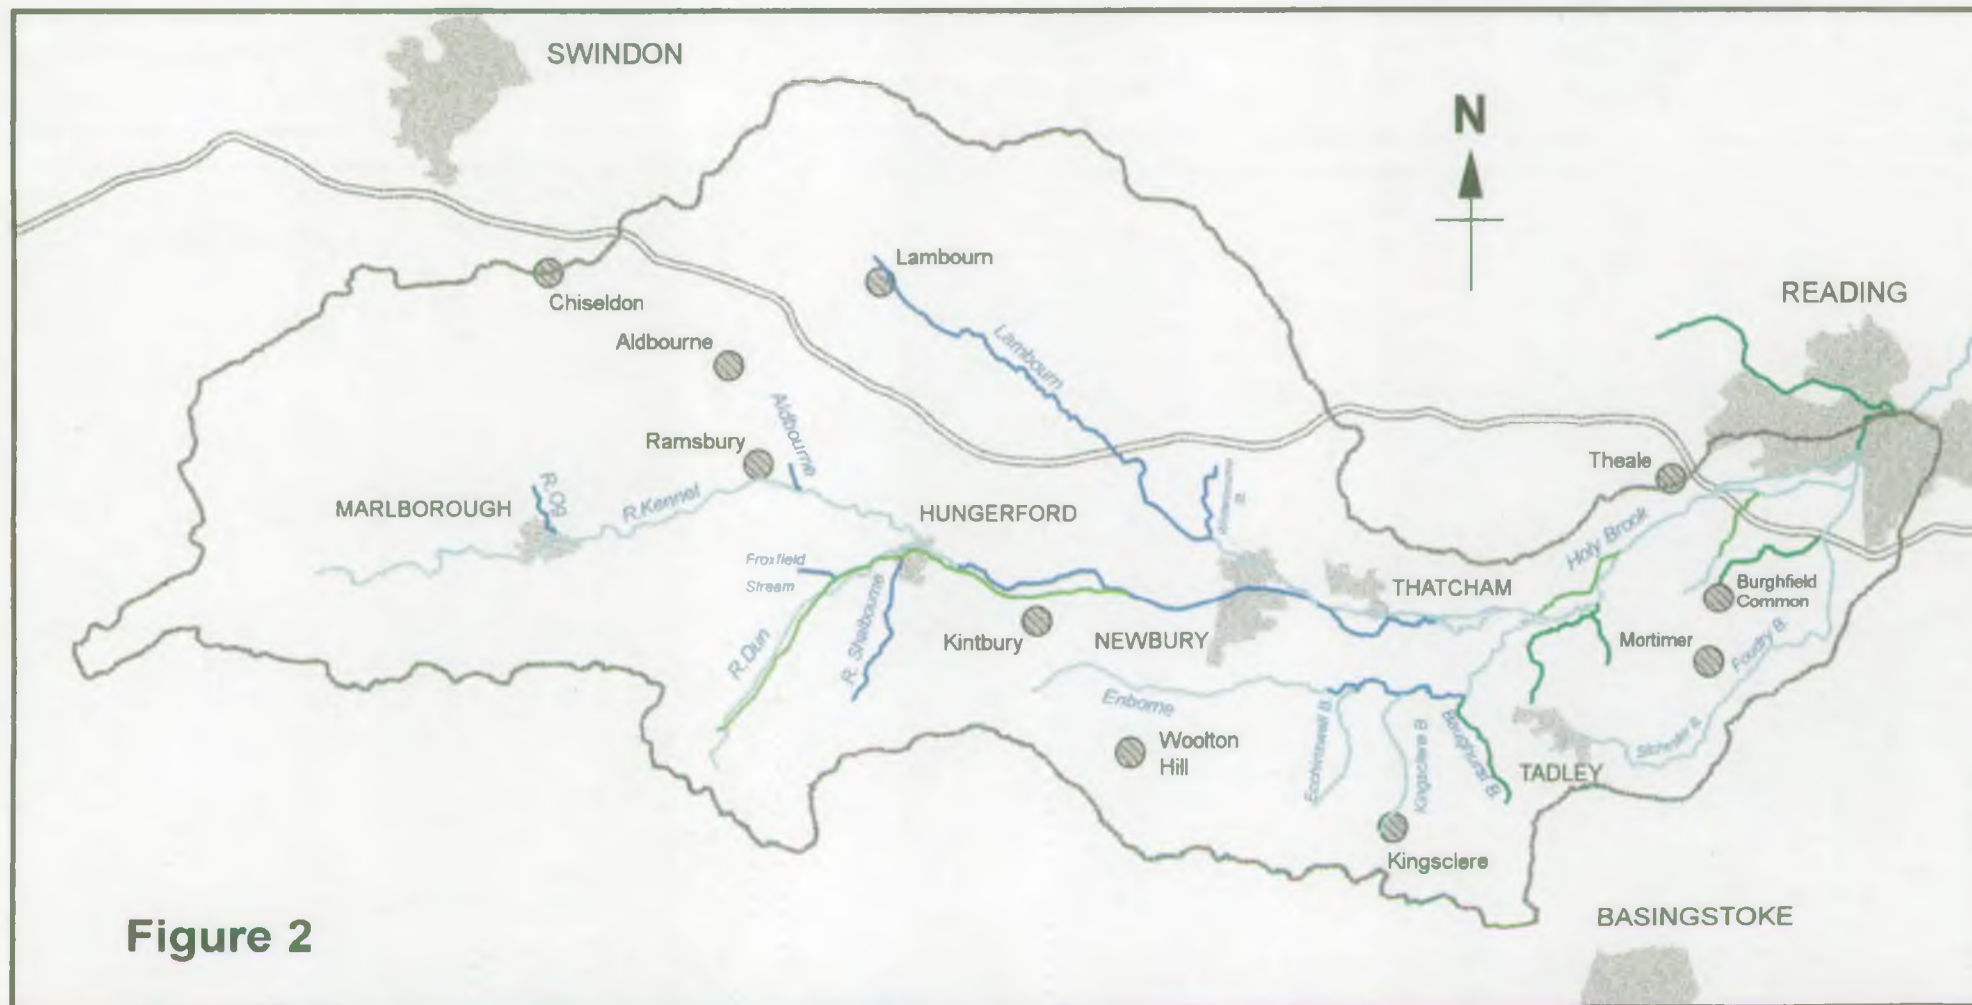 SWINDON
N
Lambourn
READING
Chiseldon
Aldbourne
Lambourn
Aldbourne
Ramsbury
Theale
R.Og
R.Kennet
MARLBOROUGH
HUNGERFORD
B.
Holy Brook
Froxfield
Stream
THATCHAM
Burghfield
Common
R.Dun
R. Shalbourne
Kintbury
NEWBURY
Mortimer
Foudry B.
Enborne
Ecchinswell B.
Kingsclere B
Baughurst B.
Woolton
Hill
Silchester B.
TADLEY
Kingsclere
BASINGSTOKE
Figure 2